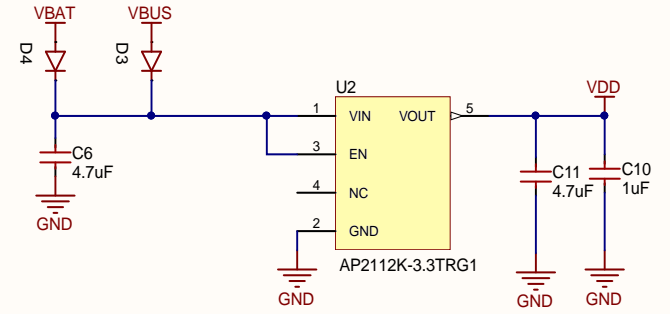 VBAT
VBUS
D4
D3
U2
VDD
1
VIN
VOUT
5
3
EN
C6
4.7uF
C11
4.7uF
C10
1uF
4
NC
2
GND
GND
AP2112K-3.3TRG1
GND
GND
GND